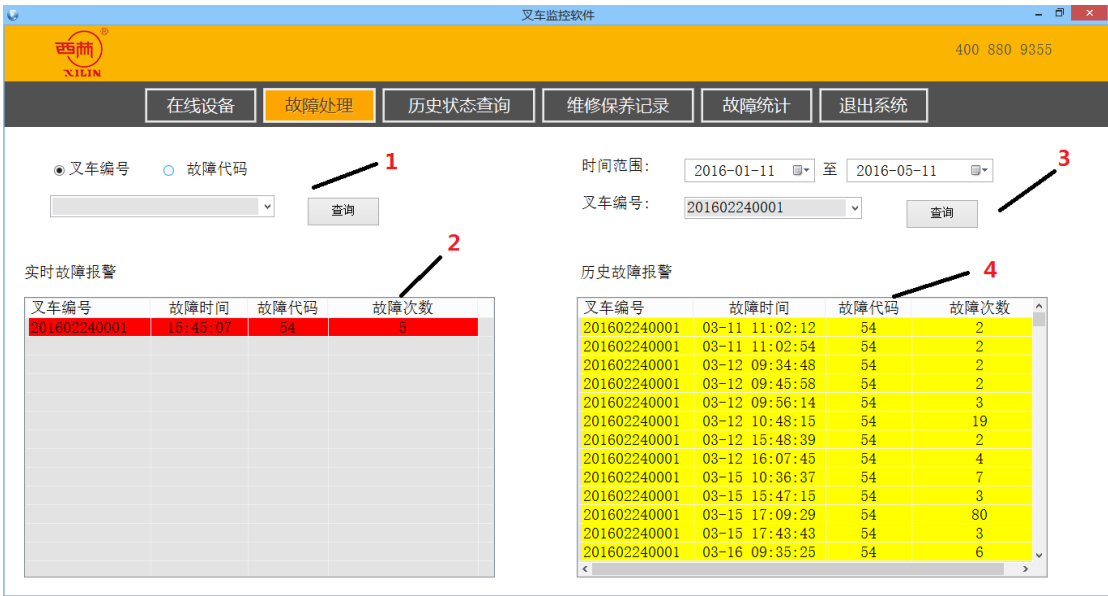 叉车监控软件
西林®
XILIN
400 880 9355
在线设备 故障处理 历史状态查询 维修保养记录 故障统计 退出系统
叉车编号 故障代码
查询
1
时间范围: 2016-01-11 至 2016-05-11
叉车编号: 201602240001 查询
3
实时故障报警
2
叉车编号 故障时间 故障代码 故障次数
201602240001 15:45:07 54 5
历史故障报警
4
叉车编号 故障时间 故障代码 故障次数
201602240001 03-11 11:02:12 54 2
201602240001 03-11 11:02:54 54 2
201602240001 03-12 09:34:48 54 2
201602240001 03-12 09:45:58 54 2
201602240001 03-12 09:56:14 54 3
201602240001 03-12 10:48:15 54 19
201602240001 03-12 15:48:39 54 2
201602240001 03-12 16:07:45 54 4
201602240001 03-15 10:36:37 54 7
201602240001 03-15 15:47:15 54 3
201602240001 03-15 17:09:29 54 80
201602240001 03-15 17:43:43 54 3
201602240001 03-16 09:35:25 54 6